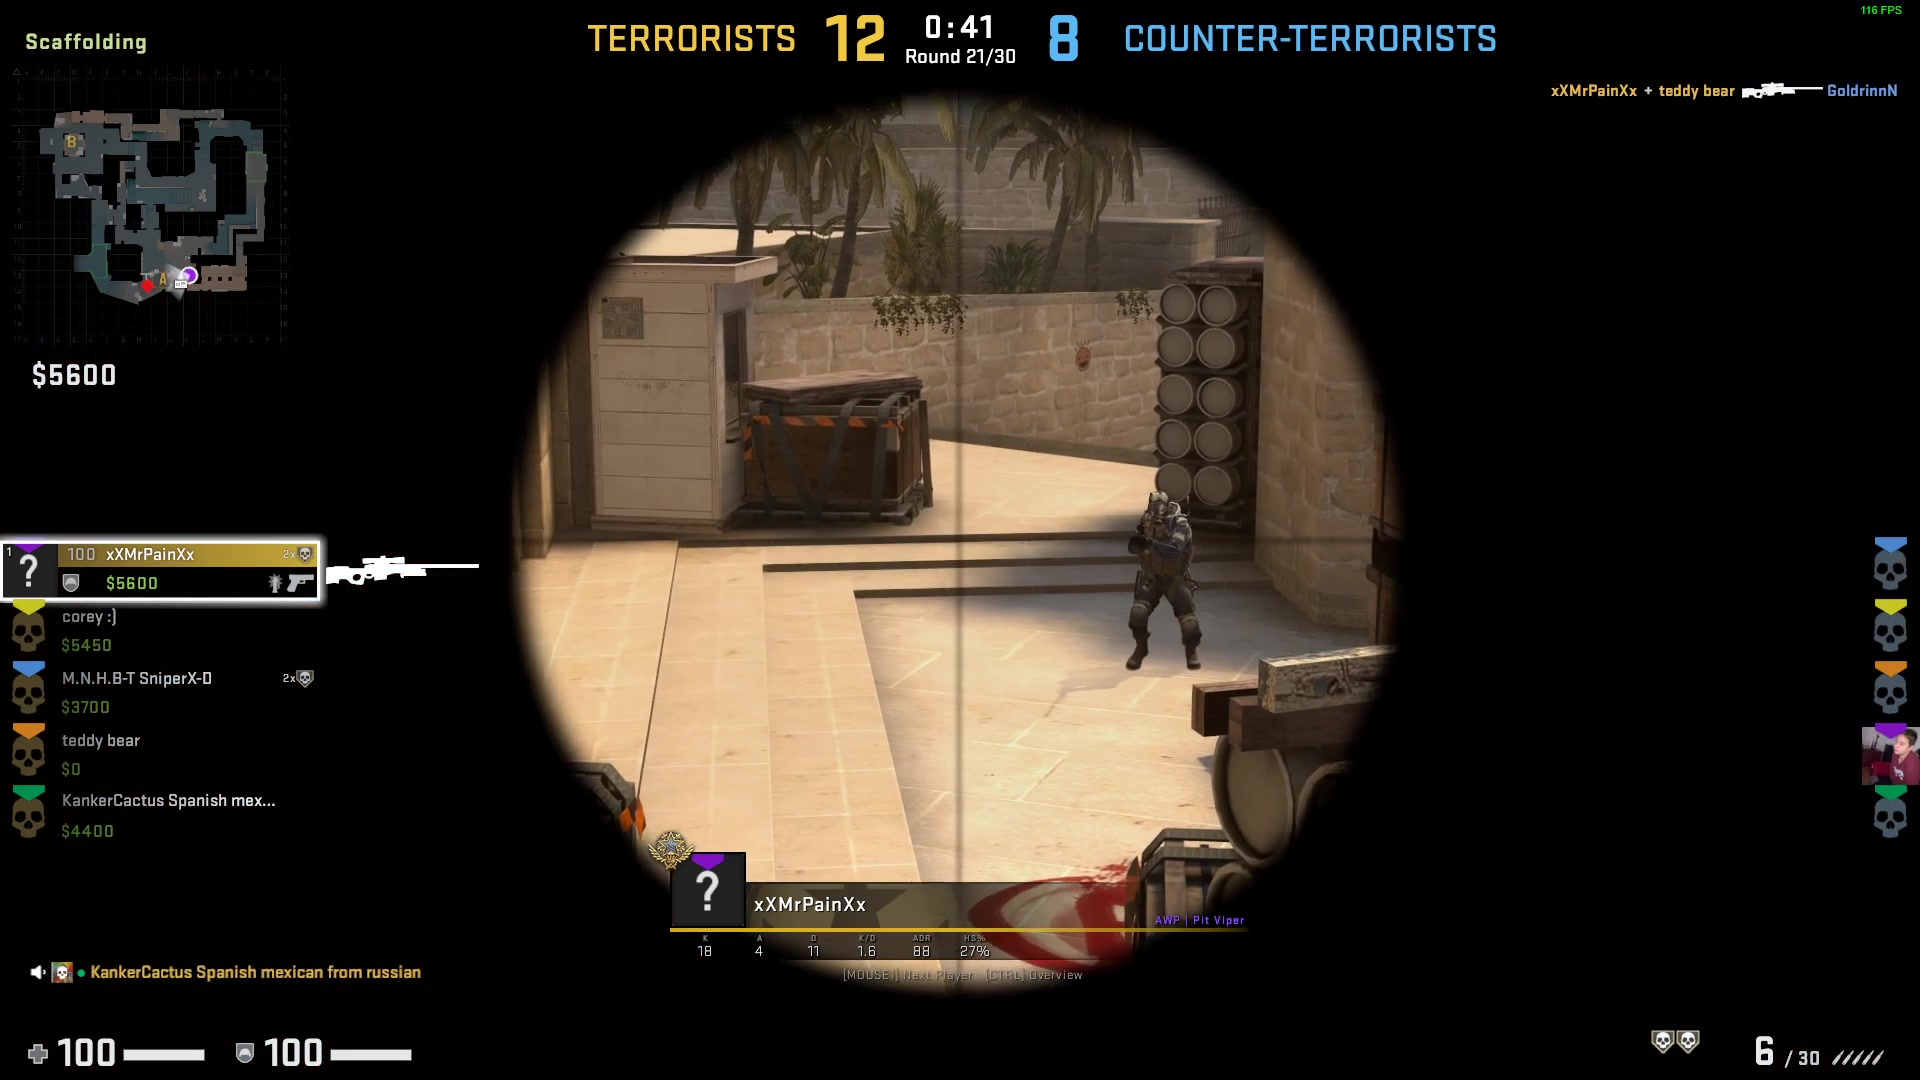 116 FPS
Scaffolding
TERRORISTS 12 0:41 8 COUNTER-TERRORISTS
Round 21/30
xXMrPainXx + teddy bear GoldrinnN
B
A
$5600
1 ? 100 xXMrPainXx 2x
$5600
corey :)
$5450
M.N.H.B-T SniperX-D 2x
$3700
teddy bear
$0
KankerCactus Spanish mex...
$4400
? xXMrPainXx
AWP | Pit Viper
K A D K/D ADR HS%
18 4 11 1.6 88 27%
[MOUSE1] Next Player [CTRL] Overview
KankerCactus Spanish mexican from russian
100 100 6 / 30